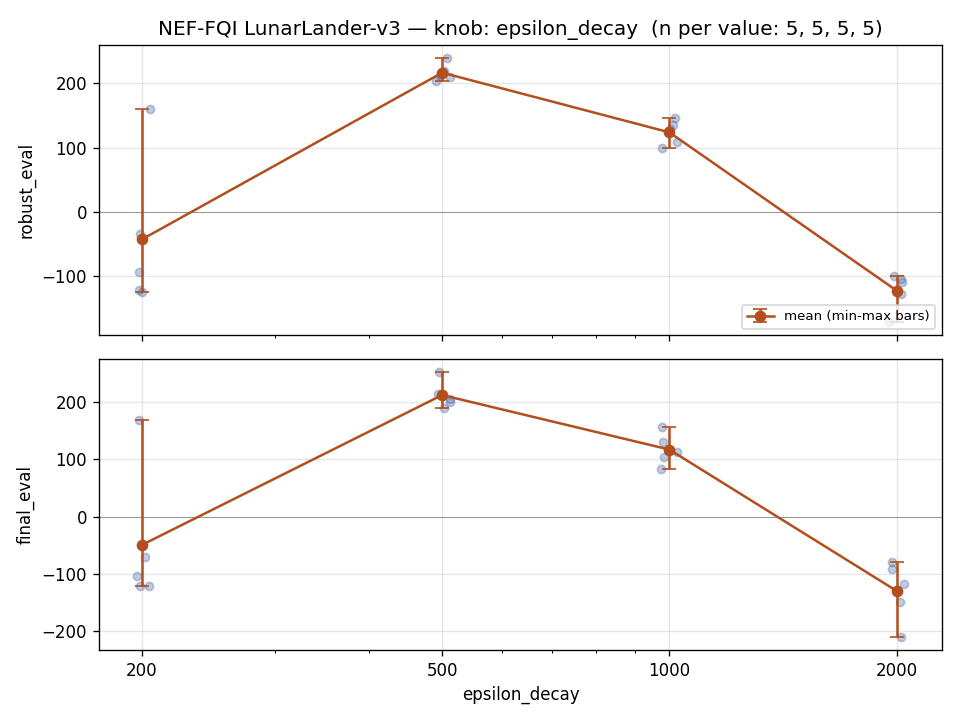 NEF-FQI LunarLander-v3 — knob: epsilon_decay  (n per value: 5, 5, 5, 5)
200
100
0
−100
robust_eval
mean (min-max bars)
200
100
0
−100
−200
final_eval
200
500
1000
2000
epsilon_decay